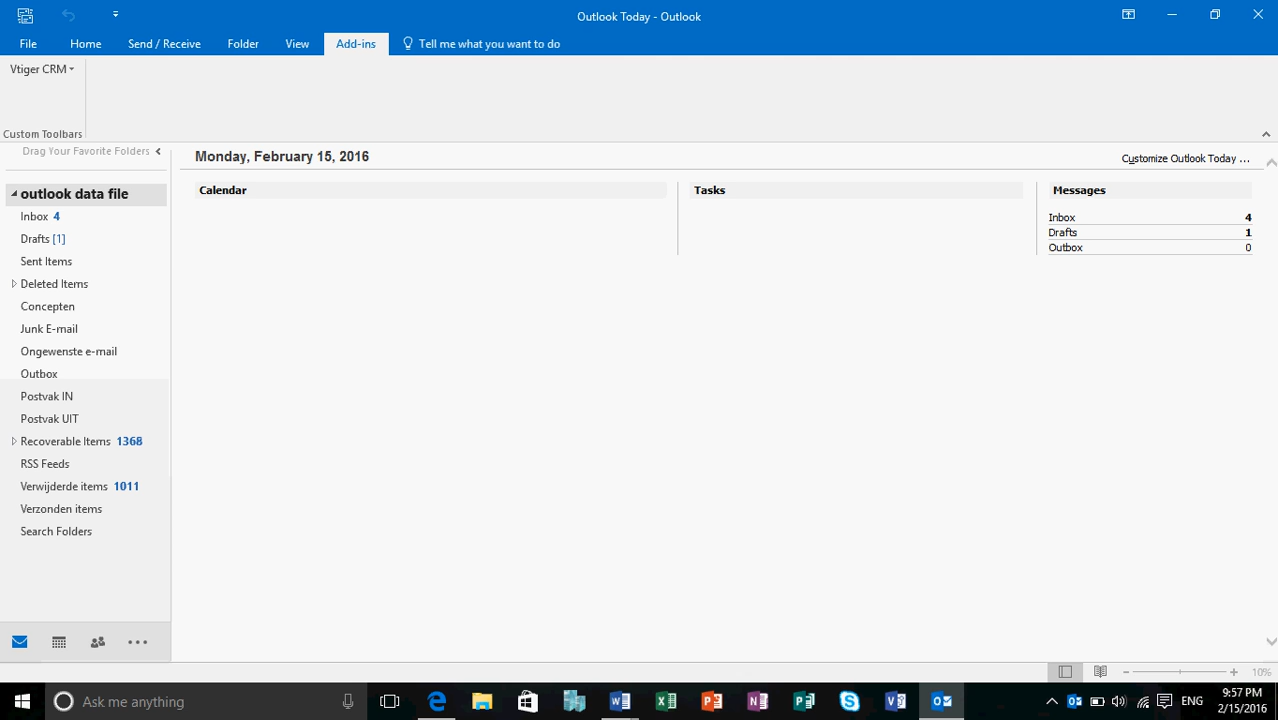 Outlook Today - Outlook
File Home Send / Receive Folder View Add-ins Tell me what you want to do
Vtiger CRM
Custom Toolbars
Drag Your Favorite Folders
outlook data file
Inbox 4
Drafts [1]
Sent Items
Deleted Items
Concepten
Junk E-mail
Ongewenste e-mail
Outbox
Postvak IN
Postvak UIT
Recoverable Items 1368
RSS Feeds
Verwijderde items 1011
Verzonden items
Search Folders
Monday, February 15, 2016
Customize Outlook Today ...
Calendar
Tasks
Messages
Inbox 4
Drafts 1
Outbox 0
10%
Ask me anything
ENG
9:57 PM
2/15/2016